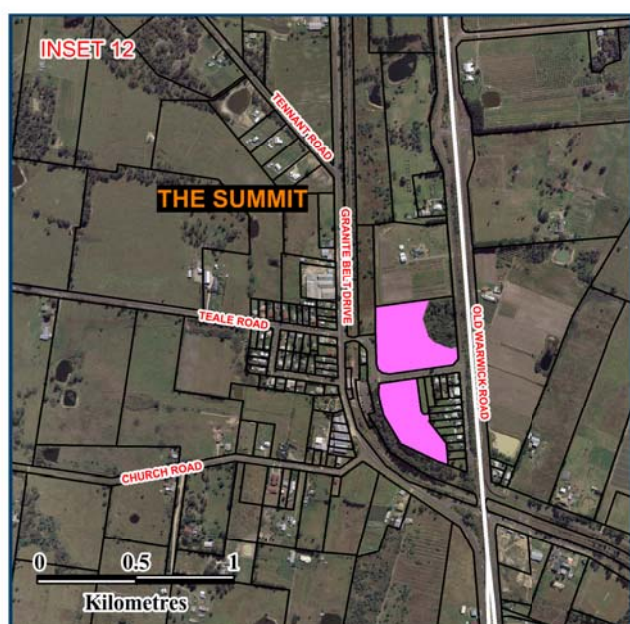 INSET 12
TENNANT ROAD
THE SUMMIT
GRANITE BELT DRIVE
TEALE ROAD
OLD WARWICK ROAD
CHURCH ROAD
0 0.5 1
Kilometres